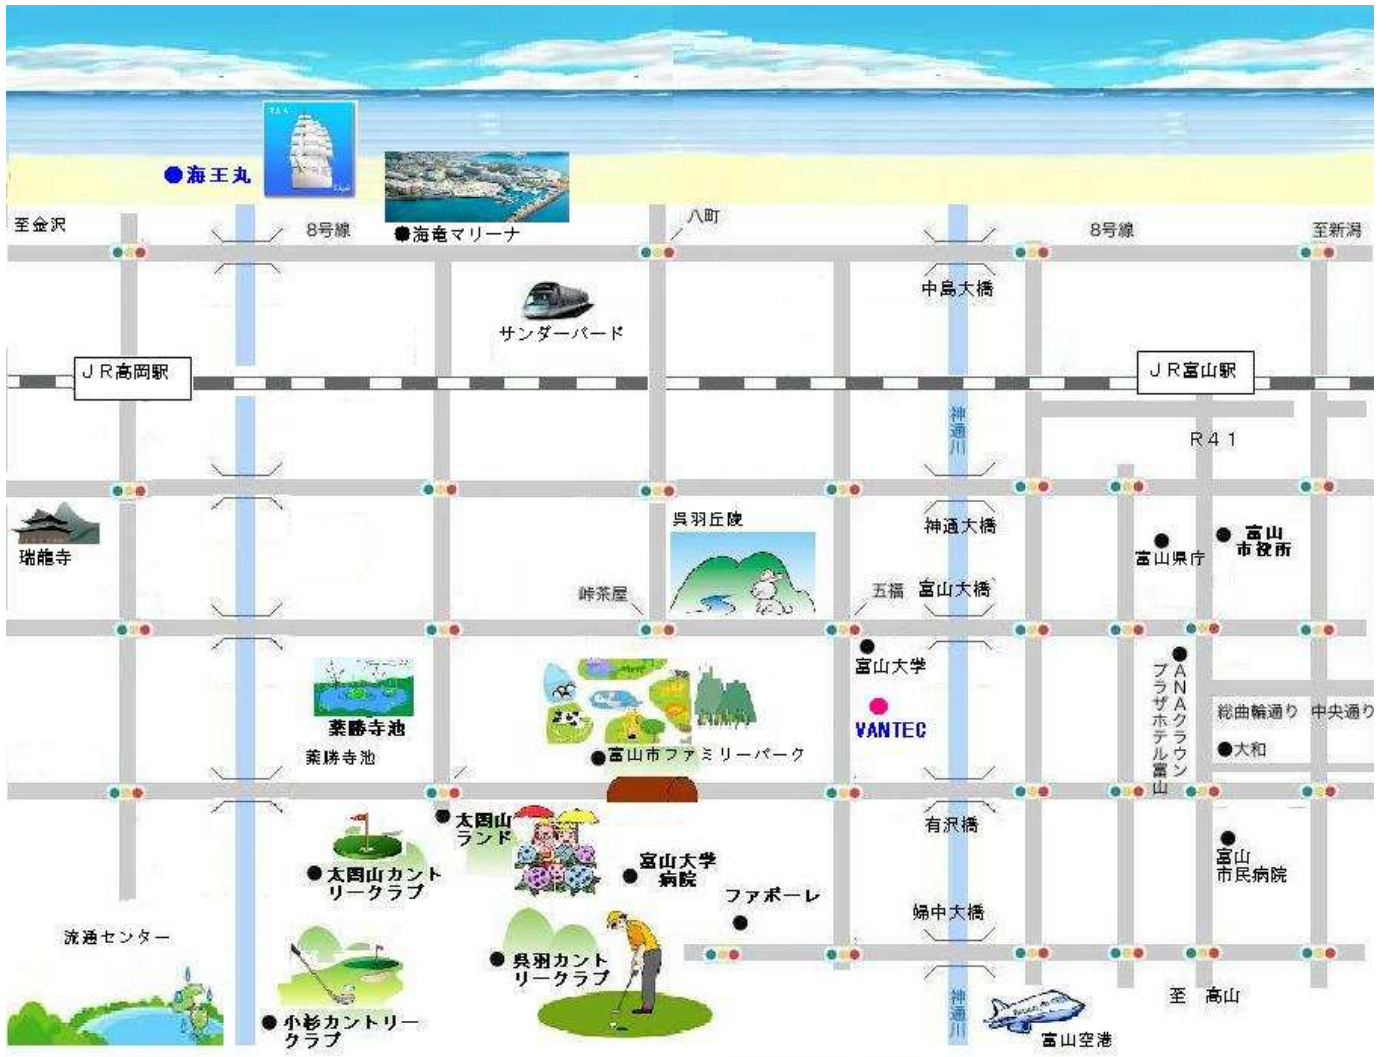 海王丸
至金沢
8号線
●海竜マリーナ
八町
8号線
至新潟
中島大橋
サンダーバード
JR高岡駅
JR富山駅
神通川
R41
瑞龍寺
呉羽丘陵
神通大橋
富山県庁
富山
市役所
峠茶屋
五福
富山大橋
富山大学
VANTEC
薬勝寺池
薬勝寺池
富山市ファミリーパーク
ANAクラウン
プラザホテル富山
総曲輪通り
中央通り
●大和
太閤山
ランド
有沢橋
太閤山カント
リークラブ
富山大学
病院
富山
市民病院
ファボーレ
婦中大橋
流通センター
呉羽カント
リークラブ
小杉カントリー
クラブ
神通川
至 高山
富山空港